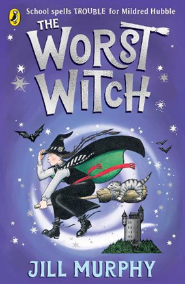 School spells TROUBLE for Mildred Hubble
THE
WORST
WITCH
JILL MURPHY